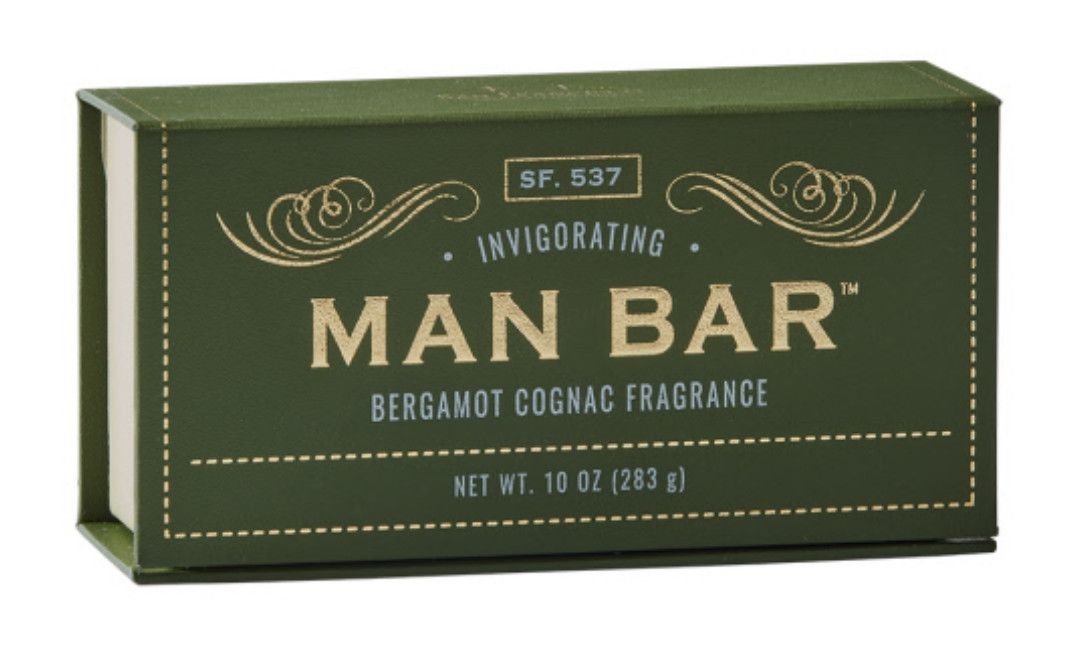 SF. 537
• INVIGORATING •
MAN BAR™
BERGAMOT COGNAC FRAGRANCE
NET WT. 10 OZ (283 g)